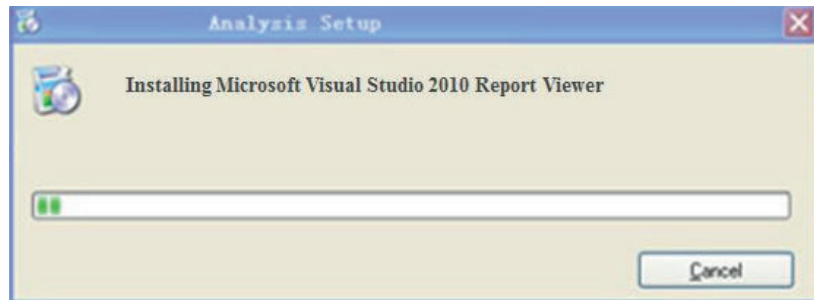 Analysis Setup
Installing Microsoft Visual Studio 2010 Report Viewer
Cancel